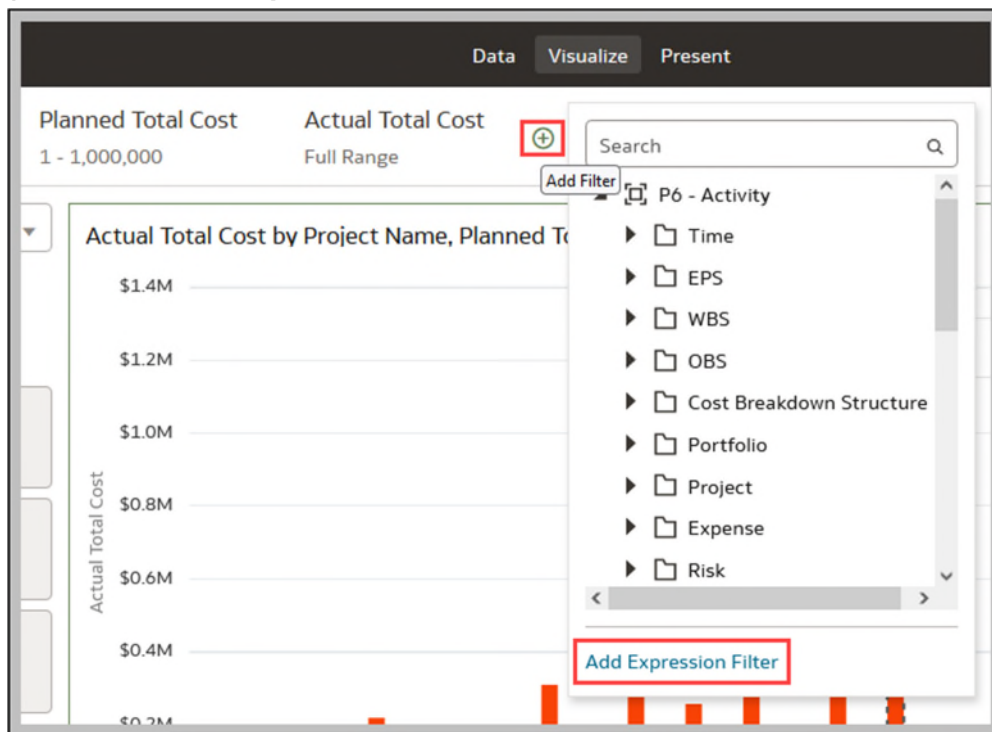 Data Visualize Present
Planned Total Cost Actual Total Cost
1 - 1,000,000 Full Range
Search
Add Filter
P6 - Activity
Time
EPS
WBS
OBS
Cost Breakdown Structure
Portfolio
Project
Expense
Risk
Add Expression Filter
Actual Total Cost by Project Name, Planned
$1.4M
$1.2M
$1.0M
$0.8M
$0.6M
$0.4M
Actual Total Cost